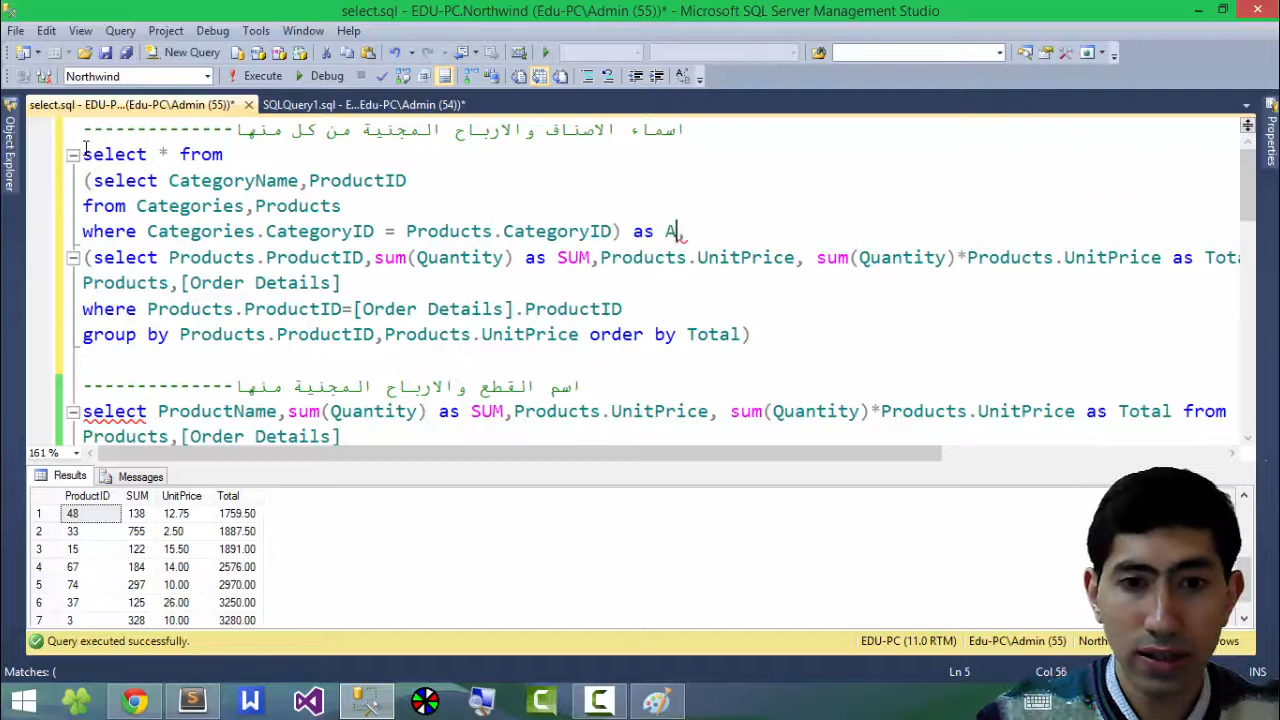 select.sql - EDU-PC.Northwind (Edu-PC\Admin (55))* - Microsoft SQL Server Management Studio
File Edit View Query Project Debug Tools Window Help
New Query
Northwind Execute Debug
select.sql - EDU-P...(Edu-PC\Admin (55))* SQLQuery1.sql - E...Edu-PC\Admin (54))*
Object Explorer
Properties
--------------اسماء الاصناف والارباح المجنية من كل منها
select * from
(select CategoryName,ProductID
from Categories,Products
where Categories.CategoryID = Products.CategoryID) as A,
(select Products.ProductID,sum(Quantity) as SUM,Products.UnitPrice, sum(Quantity)*Products.UnitPrice as Tota
Products,[Order Details]
where Products.ProductID=[Order Details].ProductID
group by Products.ProductID,Products.UnitPrice order by Total)
--------------اسم القطع والارباح المجنية منها
select ProductName,sum(Quantity) as SUM,Products.UnitPrice, sum(Quantity)*Products.UnitPrice as Total from
Products,[Order Details]
161 %
Results Messages
ProductID SUM UnitPrice Total
1 48 138 12.75 1759.50
2 33 755 2.50 1887.50
3 15 122 15.50 1891.00
4 67 184 14.00 2576.00
5 74 297 10.00 2970.00
6 37 125 26.00 3250.00
7 3 328 10.00 3280.00
Query executed successfully. EDU-PC (11.0 RTM) Edu-PC\Admin (55) North
Matches: ( Ln 5 Col 56 INS